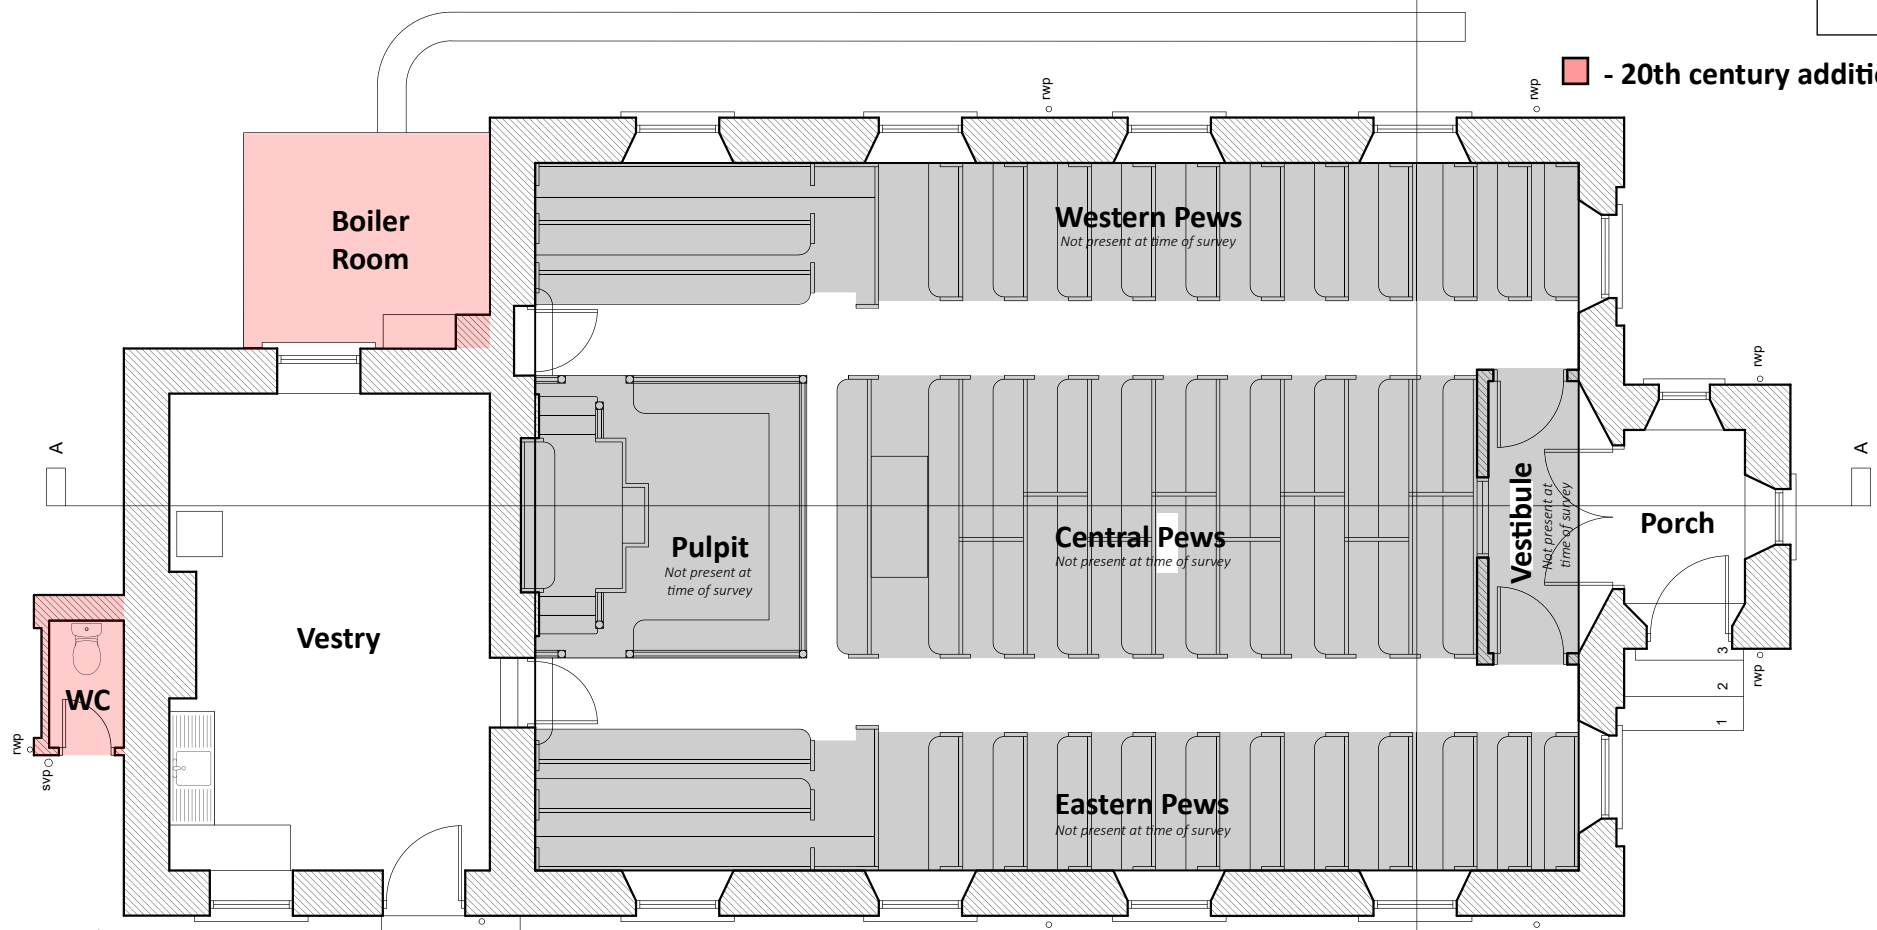 rwp
rwp
- 20th century additi
Boiler
Room
Western Pews
Not present at time of survey
rwp
A
A
Vestibule
Not present at
time of survey
Porch
Central Pews
Not present at time of survey
Pulpit
Not present at
time of survey
Vestry
WC
3
2
1
rwp
rwp
svp
Eastern Pews
Not present at time of survey